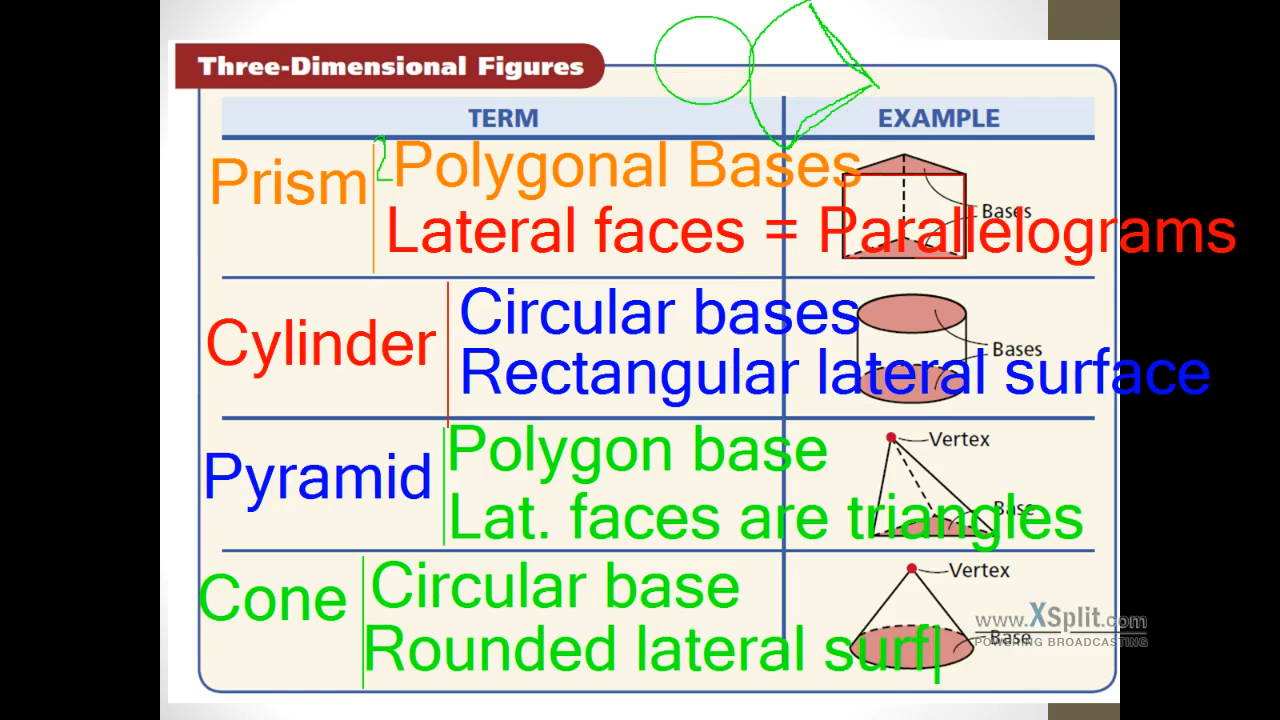 Three-Dimensional Figures
TERM
EXAMPLE
Prism
2 Polygonal Bases
Lateral faces = Parallelograms
Bases
Cylinder
Circular bases
Rectangular lateral surface
Bases
Pyramid
Polygon base
Lat. faces are triangles
Vertex
Base
Cone
Circular base
Rounded lateral surf
Vertex
Base
www.XSplit.com
POWERING BROADCASTING